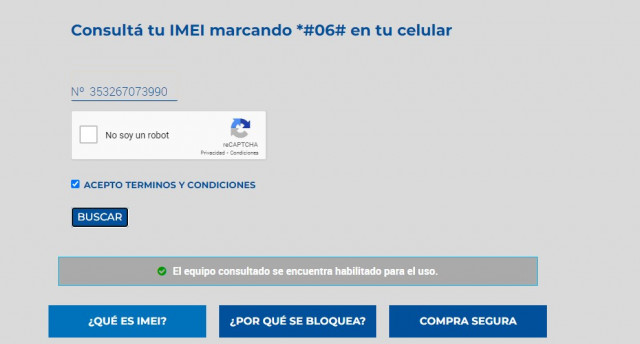 Consultá tu IMEI marcando *#06# en tu celular
Nº 353267073990
No soy un robot
reCAPTCHA
Privacidad - Condiciones
ACEPTO TERMINOS Y CONDICIONES
BUSCAR
El equipo consultado se encuentra habilitado para el uso.
¿QUÉ ES IMEI? ¿POR QUÉ SE BLOQUEA? COMPRA SEGURA